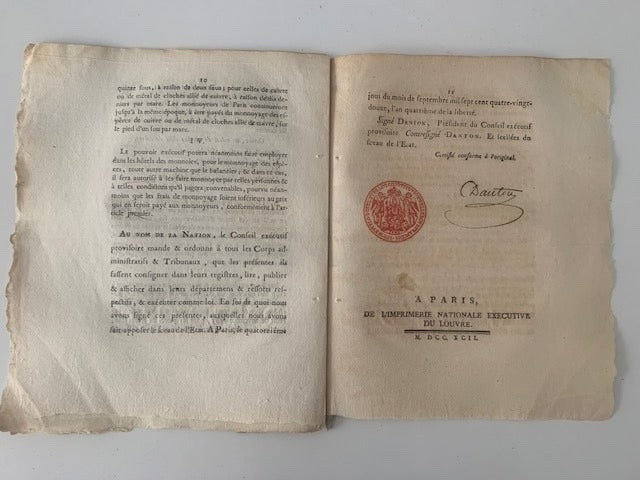 10
quinze sous, à raison de deux sous; pour celles de cuivre
ou de métal de cloches allié de cuivre, à raison de dix de-
niers par marc. Les monnoyeurs de Paris continueront
jusqu'à la même époque, à être payés du monnoyage des es-
pèces de cuivre ou de métal de cloches allié de cuivre, sur
le pied d'un sou par marc.
VI.
Le pouvoir exécutif pourra néanmoins faire employer
dans les hôtels des monnoies, pour le monnoyage des espè-
ces, toute autre machine que le balancier; & dans ce cas,
il sera autorisé à les faire monnoyer par telles personnes &
à telles conditions qu'il jugera convenables, pourvu néan-
moins que les frais de monnoyage soient inférieurs au prix
qui en seroit payé aux monnoyeurs, conformément à l'ar-
ticle premier.
AU NOM DE LA NATION, le Conseil exécutif
provisoire mande & ordonne à tous les Corps ad-
ministratifs & Tribunaux, que les présentes ils
fassent consigner dans leurs registres, lire, publier
& afficher dans leurs départemens & ressorts res-
pectifs, & exécuter comme loi. En foi de quoi nous
avons signé ces présentes, auxquelles nous avons
fait apposer le sceau de l'Etat. A Paris, le quatorzième
11
jour du mois de septembre mil sept cent quatre-vingt-
douze, l'an quatrième de la liberté.
Signé DANTON, Président du Conseil exécutif
provisoire. Contresigné DANTON. Et scellées du
sceau de l'Etat.
Certifié conforme à l'original.
Danton
A PARIS,
DE L'IMPRIMERIE NATIONALE EXECUTIVE
DU LOUVRE.
M. DCC. XCII.